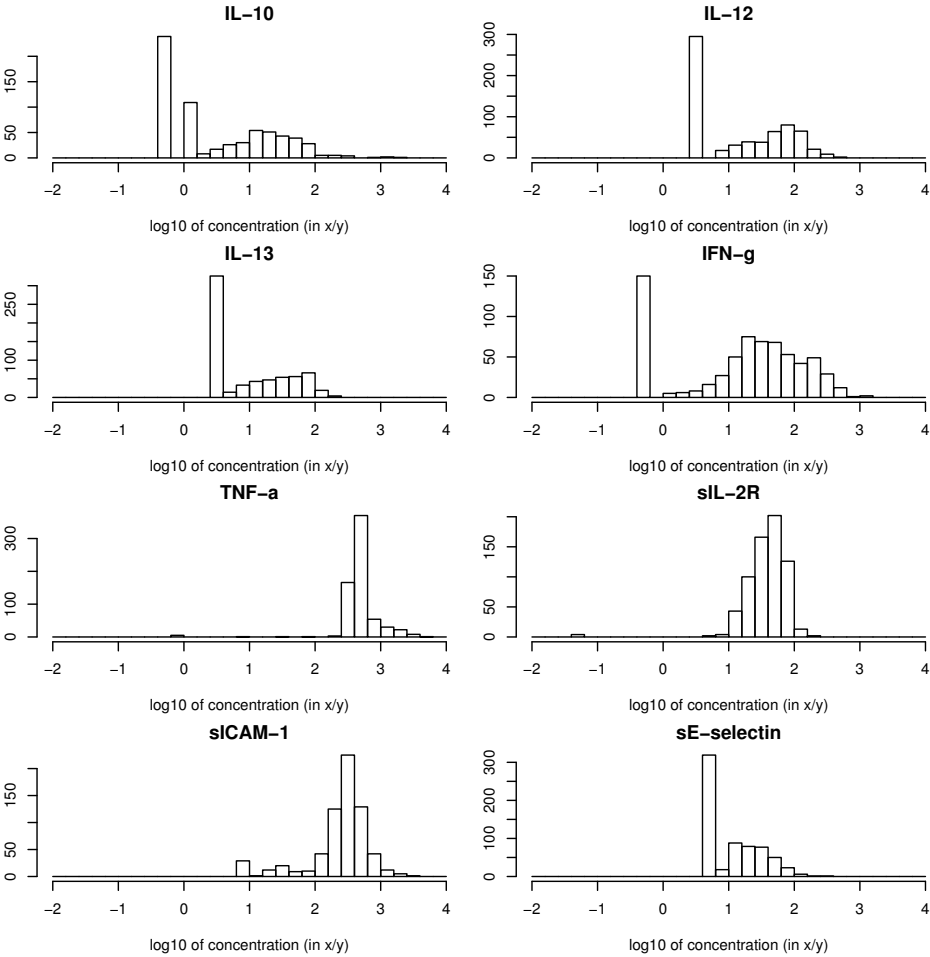 IL−10
0 50 150
−2 −1 0 1 2 3 4
log10 of concentration (in x/y)
IL−12
0 100 200 300
−2 −1 0 1 2 3 4
log10 of concentration (in x/y)
IL−13
0 100 250
−2 −1 0 1 2 3 4
log10 of concentration (in x/y)
IFN−g
0 50 100 150
−2 −1 0 1 2 3 4
log10 of concentration (in x/y)
TNF−a
0 100 300
−2 −1 0 1 2 3 4
log10 of concentration (in x/y)
sIL−2R
0 50 150
−2 −1 0 1 2 3 4
log10 of concentration (in x/y)
sICAM−1
0 50 150
−2 −1 0 1 2 3 4
log10 of concentration (in x/y)
sE−selectin
0 100 200 300
−2 −1 0 1 2 3 4
log10 of concentration (in x/y)